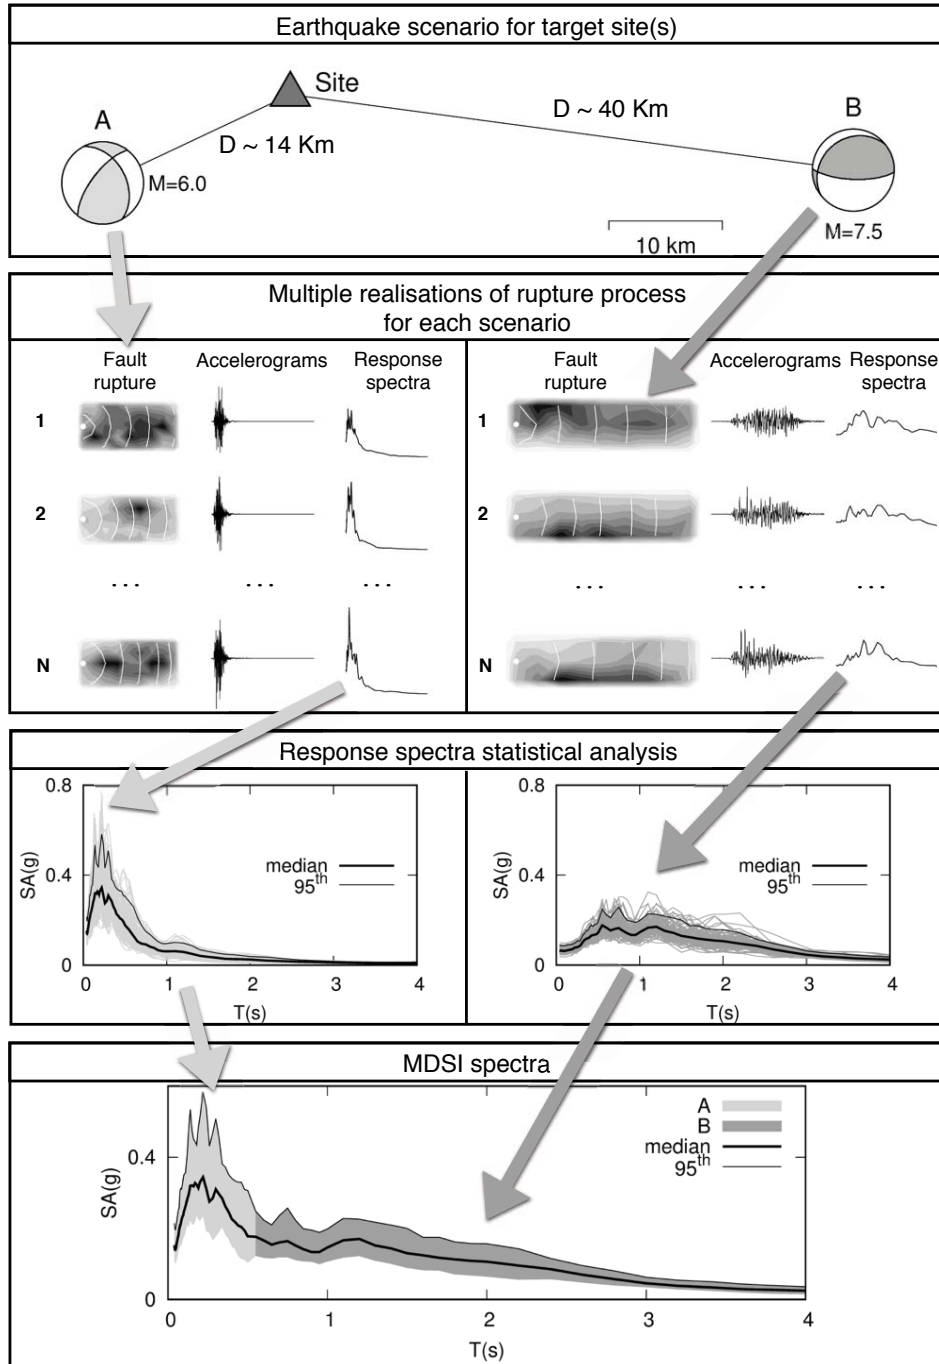 Earthquake scenario for target site(s)
Site
A
B
D ~ 14 Km
D ~ 40 Km
M=6.0
10 km
M=7.5
Multiple realisations of rupture process
for each scenario
Fault
rupture
Accelerograms
Response
spectra
Fault
rupture
Accelerograms
Response
spectra
1
2
...
...
...
N
1
2
...
...
...
N
Response spectra statistical analysis
0.8
0.4
0
SA(g)
median
95th
0 1 2 3 4
T(s)
0.8
0.4
0
SA(g)
median
95th
0 1 2 3 4
T(s)
MDSI spectra
0.4
0
SA(g)
A
B
median
95th
0 1 2 3 4
T(s)